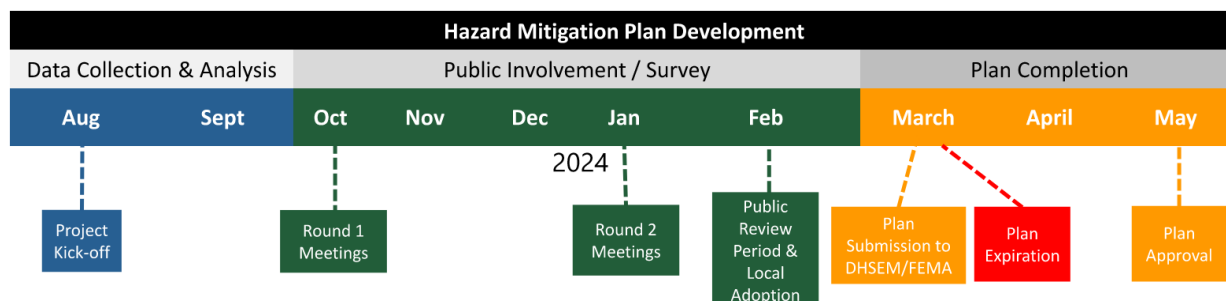 Hazard Mitigation Plan Development
Data Collection & Analysis
Public Involvement / Survey
Plan Completion
Aug
Sept
Oct
Nov
Dec
Jan
Feb
March
April
May
2024
Project
Kick-off
Round 1
Meetings
Round 2
Meetings
Public
Review
Period &
Local
Adoption
Plan
Submission to
DHSEM/FEMA
Plan
Expiration
Plan
Approval